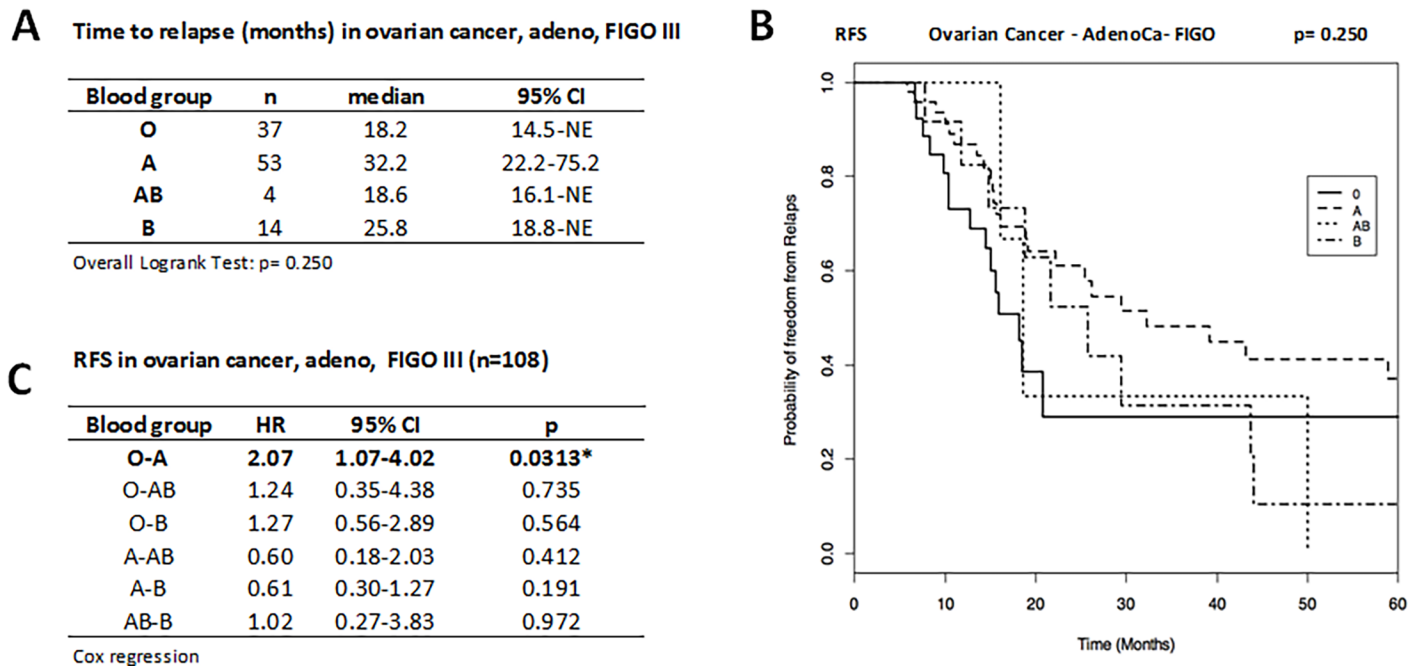 A Time to relapse (months) in ovarian cancer, adeno, FIGO III
Blood group n median 95% CI
O 37 18.2 14.5-NE
A 53 32.2 22.2-75.2
AB 4 18.6 16.1-NE
B 14 25.8 18.8-NE
Overall Logrank Test: p= 0.250
B RFS Ovarian Cancer - AdenoCa- FIGO p= 0.250
Probability of freedom from Relaps
1.0
0.8
0.6
0.4
0.2
0.0
0
A
AB
B
0 10 20 30 40 50 60
Time (Months)
C RFS in ovarian cancer, adeno, FIGO III (n=108)
Blood group HR 95% CI p
O-A 2.07 1.07-4.02 0.0313*
O-AB 1.24 0.35-4.38 0.735
O-B 1.27 0.56-2.89 0.564
A-AB 0.60 0.18-2.03 0.412
A-B 0.61 0.30-1.27 0.191
AB-B 1.02 0.27-3.83 0.972
Cox regression